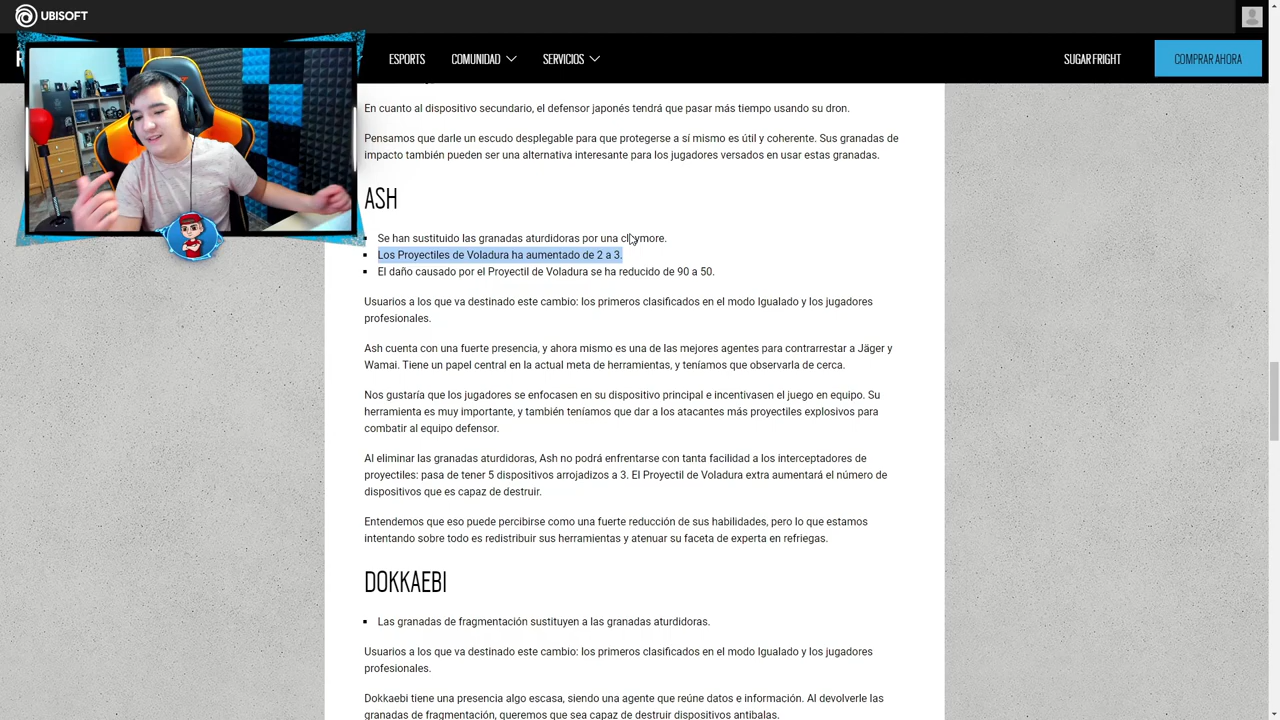 UBISOFT
R
ESPORTS
COMUNIDAD
SERVICIOS
SUGAR FRIGHT
COMPRAR AHORA
En cuanto al dispositivo secundario, el defensor japonés tendrá que pasar más tiempo usando su dron.
Pensamos que darle un escudo desplegable para que protegerse a sí mismo es útil y coherente. Sus granadas de
impacto también pueden ser una alternativa interesante para los jugadores versados en usar estas granadas.
ASH
Se han sustituido las granadas aturdidoras por una claymore.
Los Proyectiles de Voladura ha aumentado de 2 a 3.
El daño causado por el Proyectil de Voladura se ha reducido de 90 a 50.
Usuarios a los que va destinado este cambio: los primeros clasificados en el modo Igualado y los jugadores
profesionales.
Ash cuenta con una fuerte presencia, y ahora mismo es una de las mejores agentes para contrarrestar a Jäger y
Wamai. Tiene un papel central en la actual meta de herramientas, y teníamos que observarla de cerca.
Nos gustaría que los jugadores se enfocasen en su dispositivo principal e incentivasen el juego en equipo. Su
herramienta es muy importante, y también teníamos que dar a los atacantes más proyectiles explosivos para
combatir al equipo defensor.
Al eliminar las granadas aturdidoras, Ash no podrá enfrentarse con tanta facilidad a los interceptadores de
proyectiles: pasa de tener 5 dispositivos arrojadizos a 3. El Proyectil de Voladura extra aumentará el número de
dispositivos que es capaz de destruir.
Entendemos que eso puede percibirse como una fuerte reducción de sus habilidades, pero lo que estamos
intentando sobre todo es redistribuir sus herramientas y atenuar su faceta de experta en refriegas.
DOKKAEBI
Las granadas de fragmentación sustituyen a las granadas aturdidoras.
Usuarios a los que va destinado este cambio: los primeros clasificados en el modo Igualado y los jugadores
profesionales.
Dokkaebi tiene una presencia algo escasa, siendo una agente que reúne datos e información. Al devolverle las
granadas de fragmentación, queremos que sea capaz de destruir dispositivos antibalas.